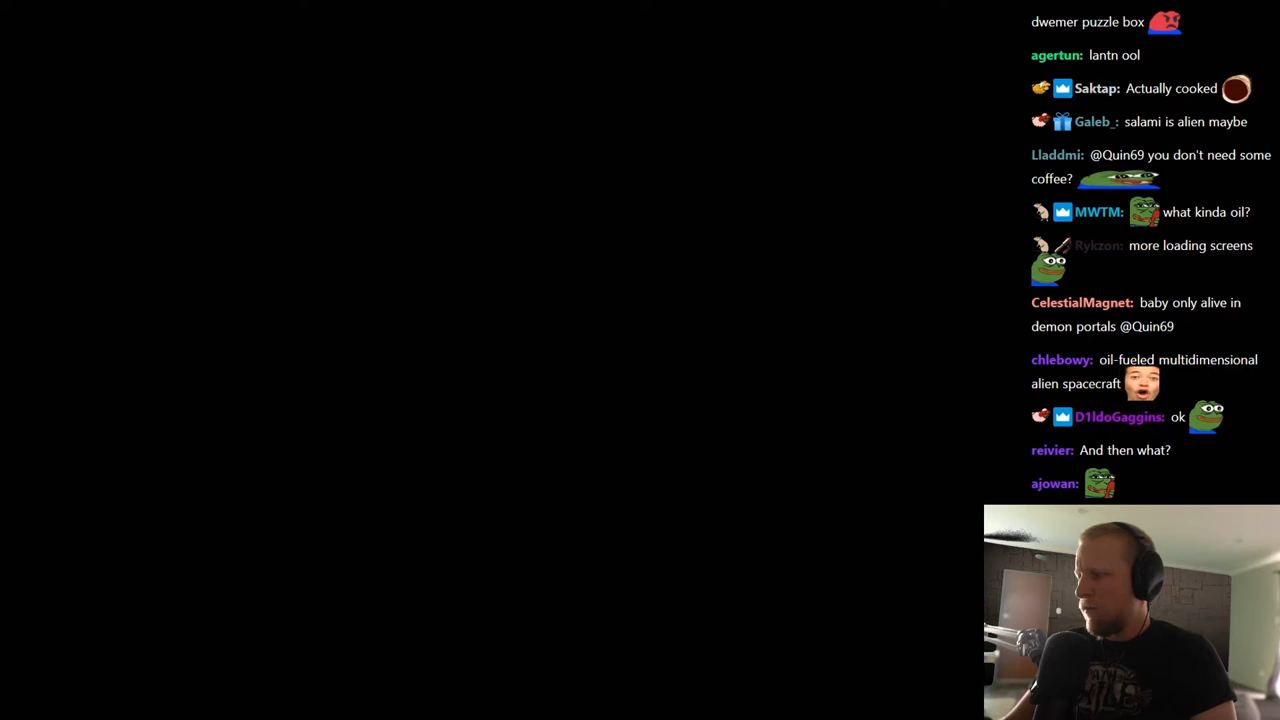 dwemer puzzle box
agertun: lantn ool
Saktap: Actually cooked
Galeb_: salami is alien maybe
Lladdmi: @Quin69 you don't need some
coffee?
MWTM: what kinda oil?
Rylczon: more loading screens
CelestialMagnet: baby only alive in
demon portals @Quin69
chlebowy: oil-fueled multidimensional
alien spacecraft
D1ldoGaggins: ok
reivier: And then what?
ajowan: